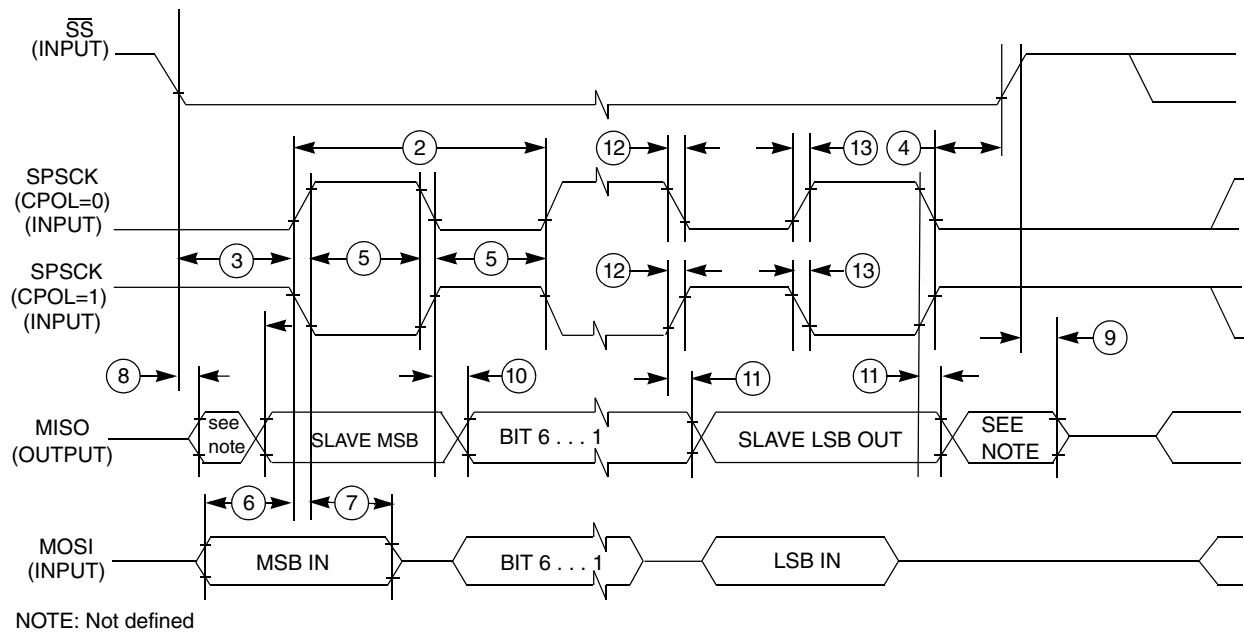 SS
(INPUT)
2
12
13
4
SPSCK
(CPOL=0)
(INPUT)
3
5
5
12
13
SPSCK
(CPOL=1)
(INPUT)
8
10
11
11
9
MISO
(OUTPUT)
see
note
SLAVE MSB
BIT 6 . . . 1
SLAVE LSB OUT
SEE
NOTE
6
7
MOSI
(INPUT)
MSB IN
BIT 6 . . . 1
LSB IN
NOTE: Not defined